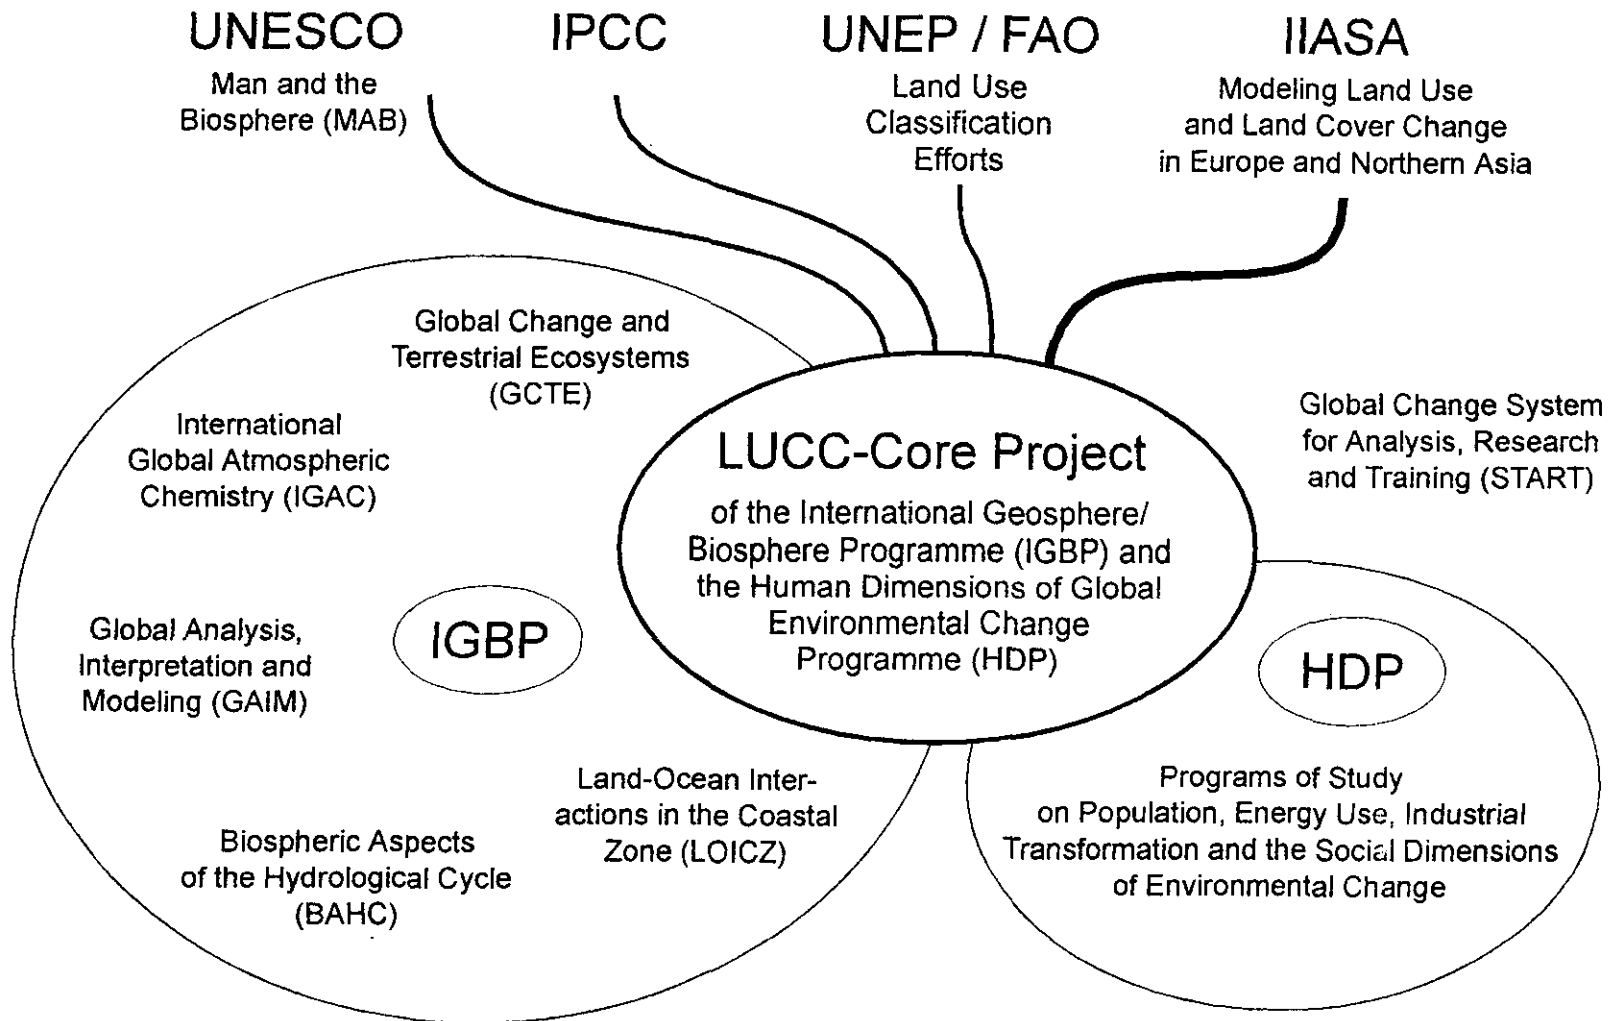 UNESCO
Man and the
Biosphere (MAB)
IPCC
UNEP / FAO
Land Use
Classification
Efforts
IIASA
Modeling Land Use
and Land Cover Change
in Europe and Northern Asia
Global Change and
Terrestrial Ecosystems
(GCTE)
International
Global Atmospheric
Chemistry (IGAC)
LUCC-Core Project
of the International Geosphere/
Biosphere Programme (IGBP) and
the Human Dimensions of Global
Environmental Change
Programme (HDP)
Global Change System
for Analysis, Research
and Training (START)
Global Analysis,
Interpretation and
Modeling (GAIM)
IGBP
HDP
Land-Ocean Inter-
actions in the Coastal
Zone (LOICZ)
Biospheric Aspects
of the Hydrological Cycle
(BAHC)
Programs of Study
on Population, Energy Use, Industrial
Transformation and the Social Dimensions
of Environmental Change